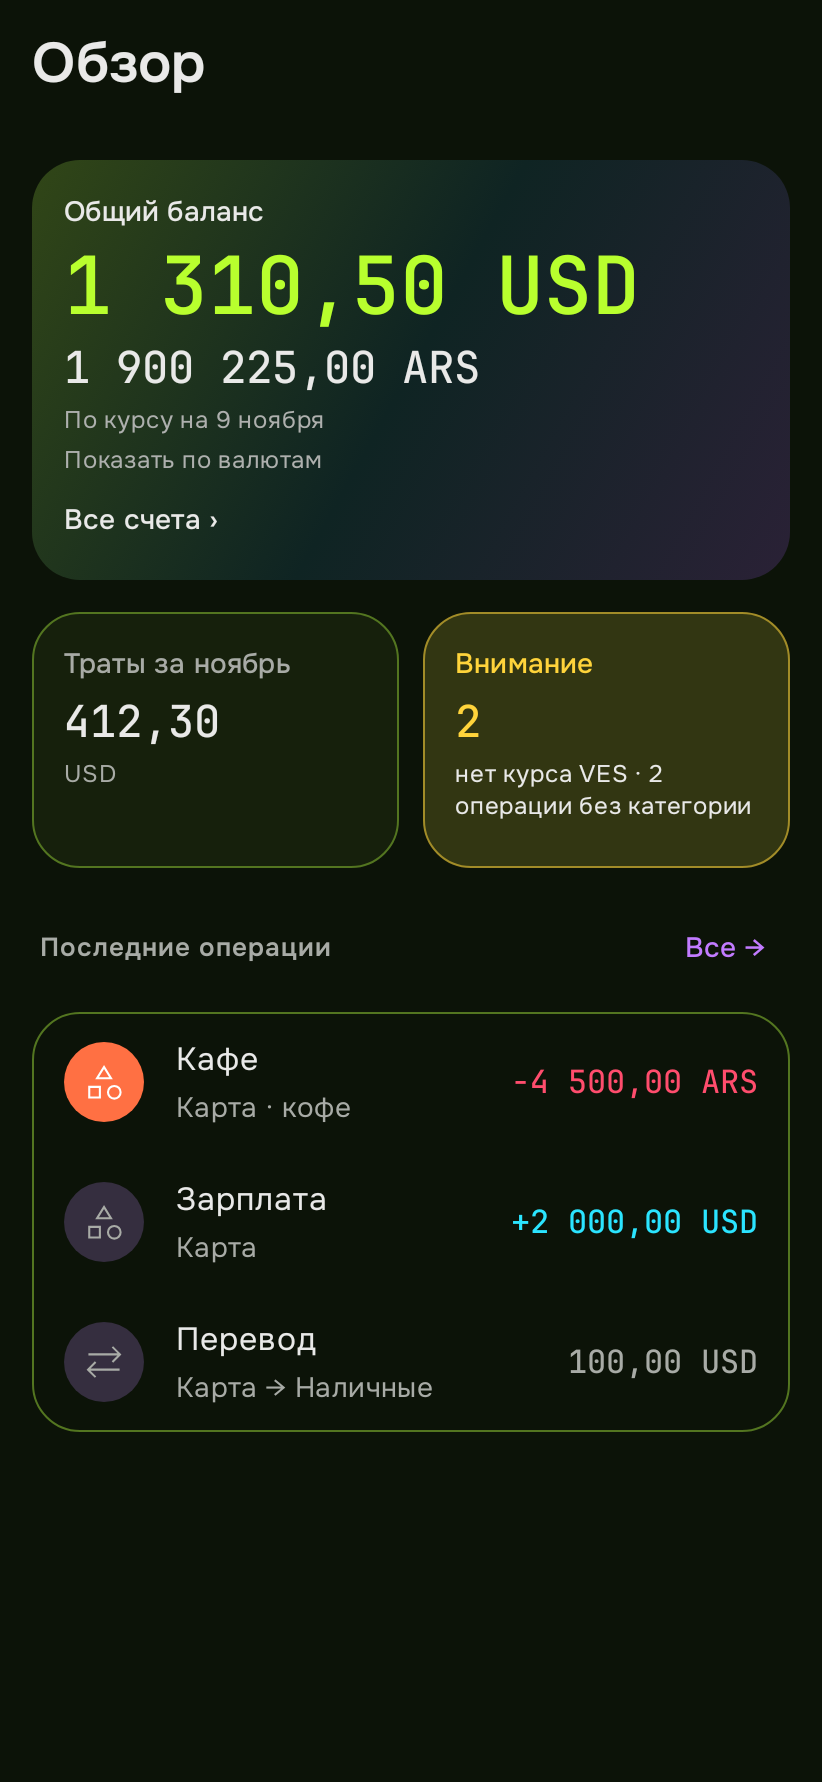 Обзор
Общий баланс
1 310,50 USD
1 900 225,00 ARS
По курсу на 9 ноября
Показать по валютам
Все счета ›
Траты за ноябрь
412,30
USD
Внимание
2
нет курса VES · 2
операции без категории
Последние операции
Все →
Кафе
Карта · кофе
-4 500,00 ARS
Зарплата
Карта
+2 000,00 USD
Перевод
Карта → Наличные
100,00 USD